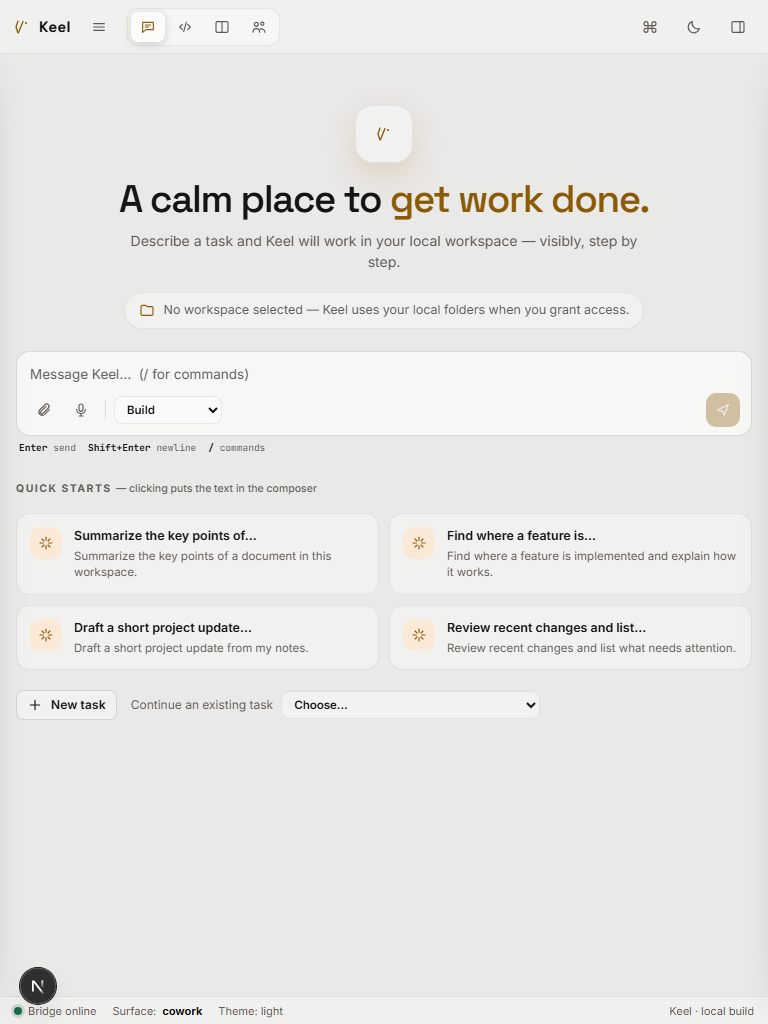 Keel
A calm place to get work done.
Describe a task and Keel will work in your local workspace — visibly, step by
step.
No workspace selected — Keel uses your local folders when you grant access.
Message Keel... (/ for commands)
Build
Enter send Shift+Enter newline / commands
QUICK STARTS — clicking puts the text in the composer
Summarize the key points of...
Summarize the key points of a document in this
workspace.
Find where a feature is...
Find where a feature is implemented and explain how
it works.
Draft a short project update...
Draft a short project update from my notes.
Review recent changes and list...
Review recent changes and list what needs attention.
New task
Continue an existing task
Choose...
N
Bridge online
Surface: cowork
Theme: light
Keel · local build